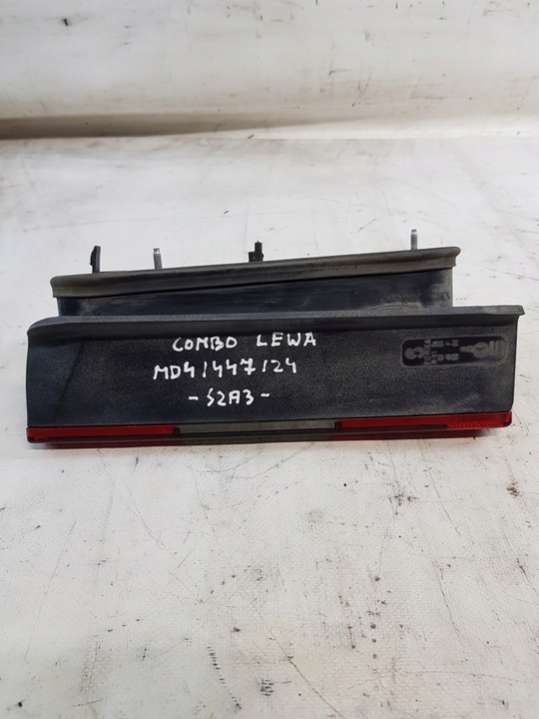 COMBO LEWA
MD4/447/24
- S2A3 -